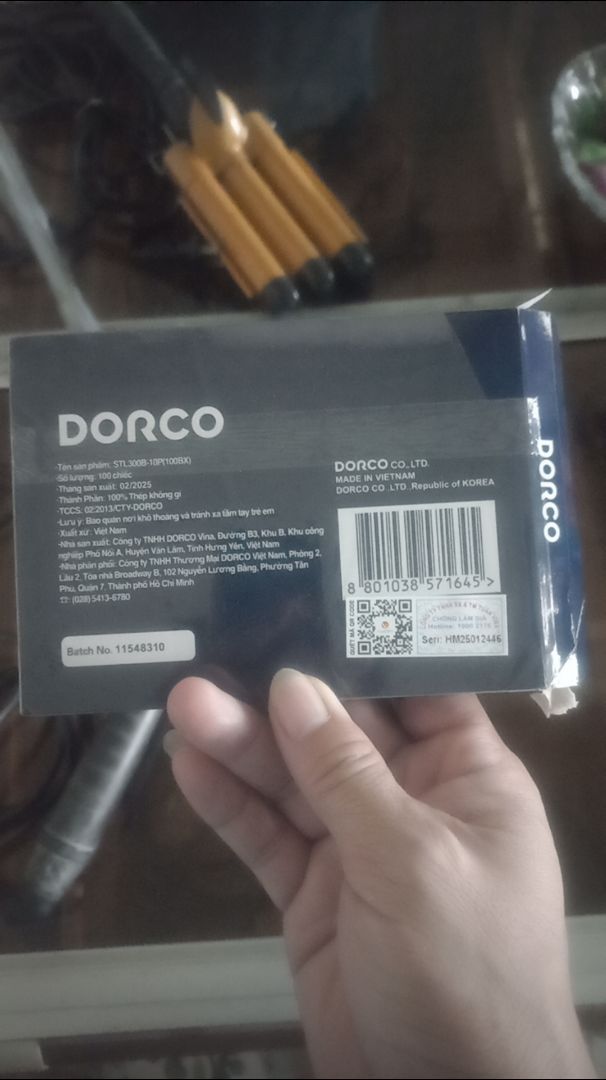 DORCO
-Tên sản phẩm: STL300B-10P(100BX)
-Số lượng: 100 chiếc
-Tháng sản xuất: 02/2025
-Thành Phần: 100% Thép không gỉ
-TCCS: 02:2013/CTY-DORCO
-Lưu ý: Bảo quản nơi khô thoáng và tránh xa tầm tay trẻ em
-Xuất xứ: Việt Nam
-Nhà sản xuất: Công ty TNHH DORCO Vina, Đường B3, Khu B, Khu công
nghiệp Phố Nối A, Huyện Văn Lâm, Tỉnh Hưng Yên, Việt Nam
-Nhà phân phối: Công ty TNHH Thương Mại DORCO Việt Nam, Phòng 2,
Lầu 2, Tòa nhà Broadway B, 102 Nguyễn Lương Bằng, Phường Tân
Phú, Quận 7, Thành phố Hồ Chí Minh
☎: (028) 5413-6780
Batch No. 11548310
DORCO CO., LTD.
MADE IN VIETNAM
DORCO CO.,LTD.,Republic of KOREA
8 801038 571645 >
QUÉT MÃ QR CODE
CHỐNG LÀM GIẢ
Seri: HM25012446
DORCO